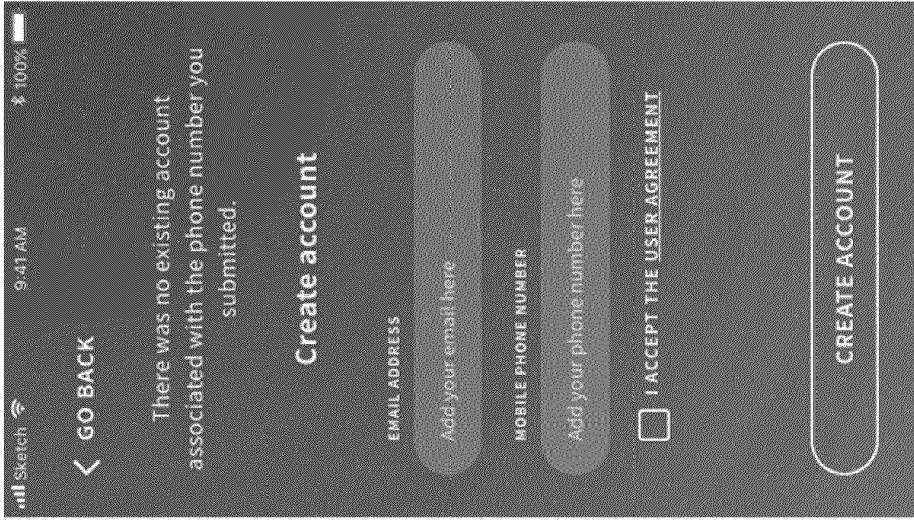 Sketch 9:41 AM 100%
GO BACK
There was no existing account
associated with the phone number you
submitted.
Create account
EMAIL ADDRESS
Add your email here
MOBILE PHONE NUMBER
Add your phone number here
I ACCEPT THE USER AGREEMENT
CREATE ACCOUNT